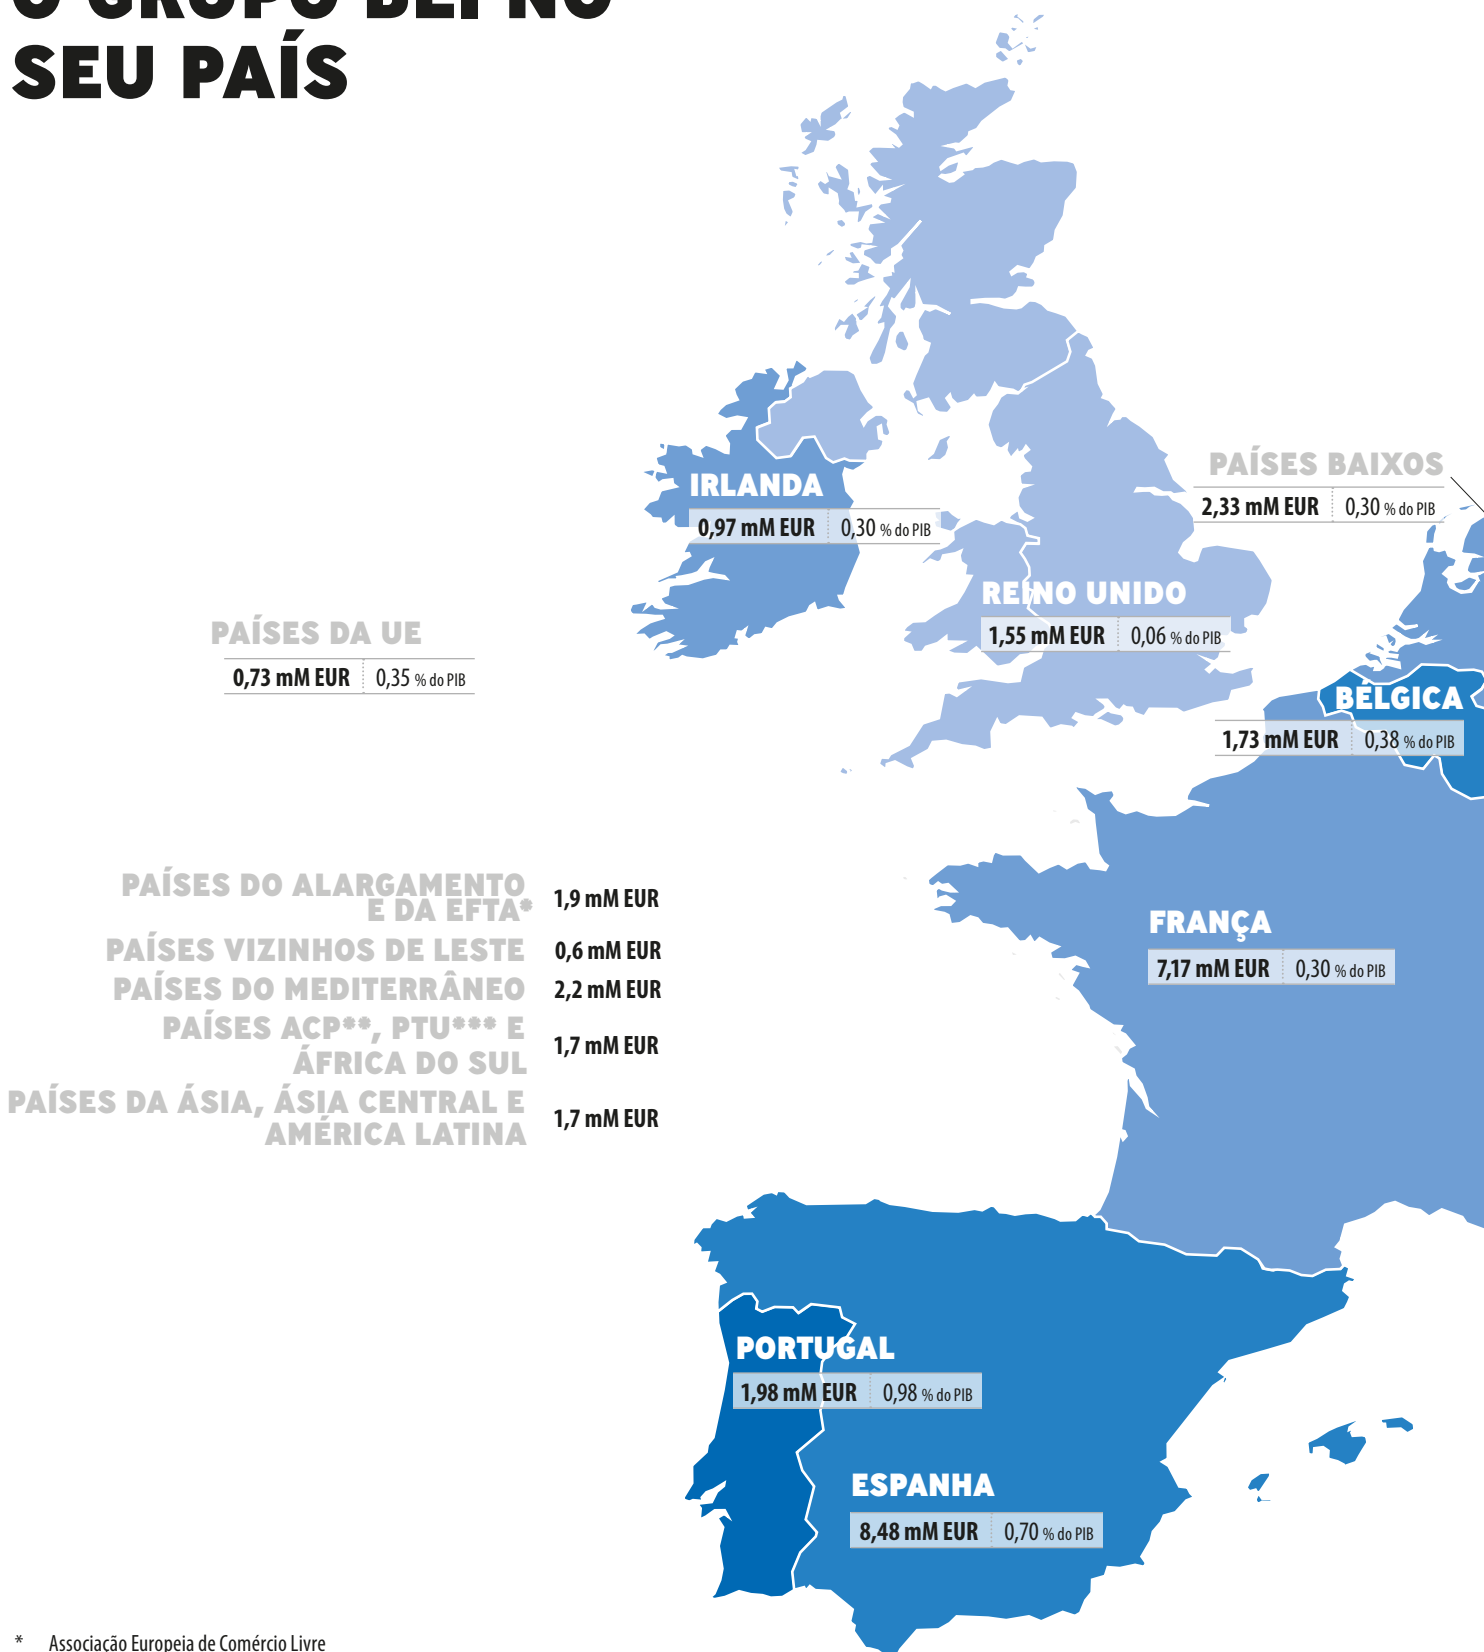 O GRUPO BEI NO
SEU PAÍS
IRLANDA
0,97 mM EUR 0,30 % do PIB
PAÍSES BAIXOS
2,33 mM EUR 0,30 % do PIB
REINO UNIDO
1,55 mM EUR 0,06 % do PIB
PAÍSES DA UE
0,73 mM EUR 0,35 % do PIB
BÉLGICA
1,73 mM EUR 0,38 % do PIB
PAÍSES DO ALARGAMENTO
E DA EFTA* 1,9 mM EUR
PAÍSES VIZINHOS DE LESTE 0,6 mM EUR
PAÍSES DO MEDITERRÂNEO 2,2 mM EUR
PAÍSES ACP**, PTU*** E
ÁFRICA DO SUL 1,7 mM EUR
PAÍSES DA ÁSIA, ÁSIA CENTRAL E
AMÉRICA LATINA 1,7 mM EUR
FRANÇA
7,17 mM EUR 0,30 % do PIB
PORTUGAL
1,98 mM EUR 0,98 % do PIB
ESPANHA
8,48 mM EUR 0,70 % do PIB
* Associação Europeia de Comércio Livre